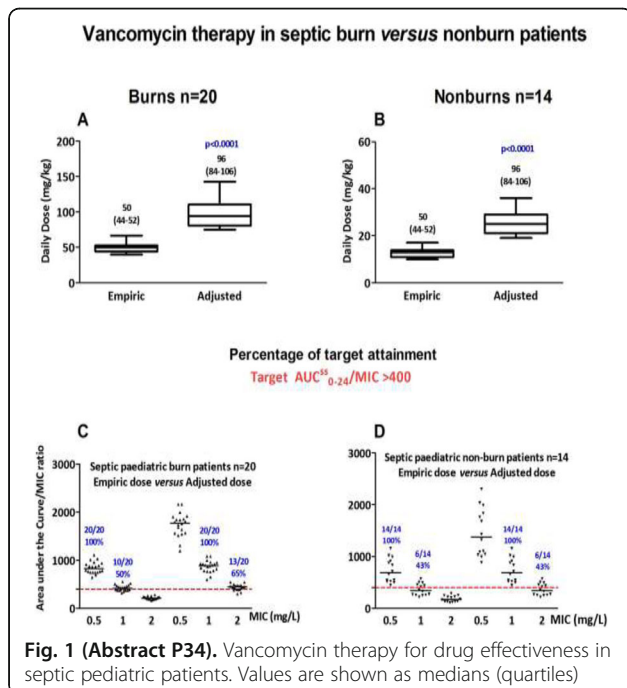 Vancomycin therapy in septic burn versus nonburn patients
Burns n=20
Nonburns n=14
A
Daily Dose (mg/kg)
200
150
100
50
0
50
(44-52)
p<0.0001
96
(84-106)
Empiric
Adjusted
B
Daily Dose (mg/kg)
60
40
20
0
50
(44-52)
p<0.0001
96
(84-106)
Empiric
Adjusted
Percentage of target attainment
Target AUCss0-24/MIC >400
C
Area under the Curve/MIC ratio
3000
2000
1000
0
Septic paediatric burn patients n=20
Empiric dose versus Adjusted dose
20/20
100%
10/20
50%
20/20
100%
13/20
65%
0.5 1 2 0.5 1 2 MIC (mg/L)
D
3000
2000
1000
0
Septic paediatric non-burn patients n=14
Empiric dose versus Adjusted dose
14/14
100%
6/14
43%
14/14
100%
6/14
43%
0.5 1 2 0.5 1 2 MIC (mg/L)
Fig. 1 (Abstract P34). Vancomycin therapy for drug effectiveness in
septic pediatric patients. Values are shown as medians (quartiles)